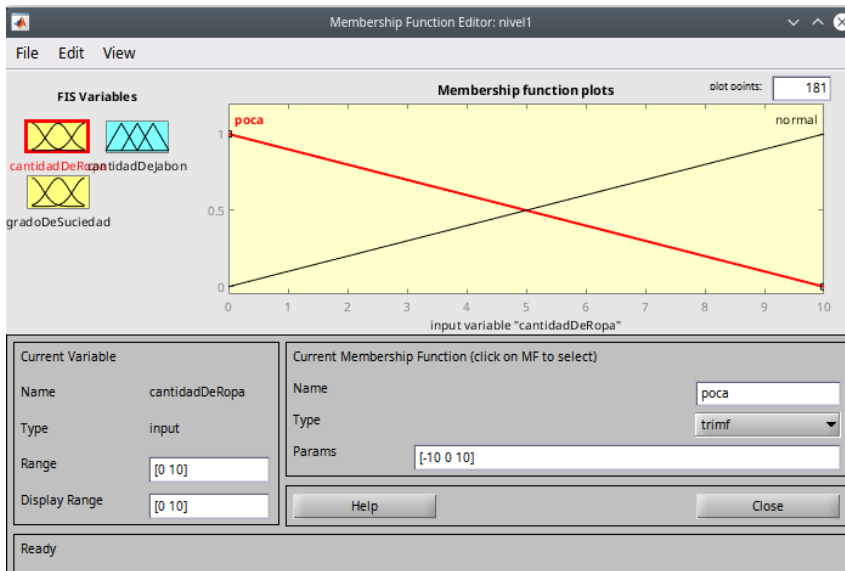 Membership Function Editor: nivel1
File Edit View
FIS Variables
cantidadDeRopa
cantidadDeJabon
gradoDeSuciedad
Membership function plots
plot points: 181
poca
normal
1
0.5
0
0 1 2 3 4 5 6 7 8 9 10
input variable "cantidadDeRopa"
Current Variable
Name cantidadDeRopa
Type input
Range [0 10]
Display Range [0 10]
Current Membership Function (click on MF to select)
Name poca
Type trimf
Params [-10 0 10]
Help Close
Ready